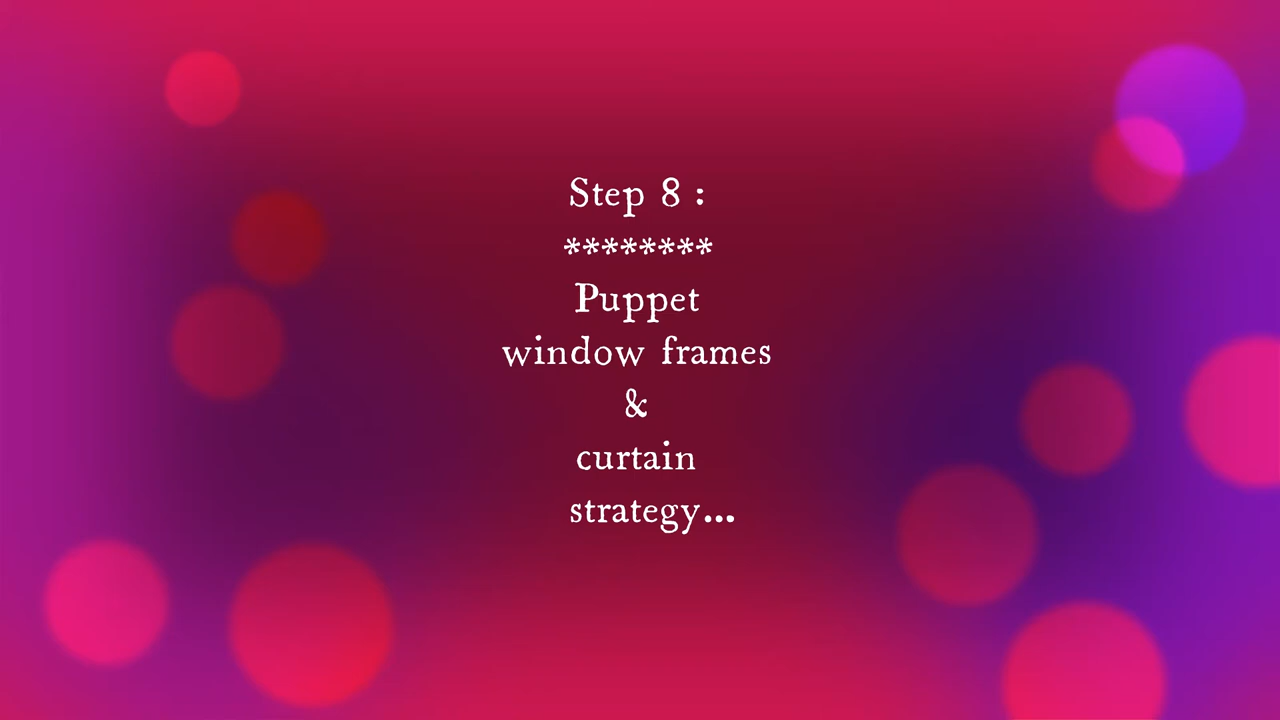 Step 8 :
********
Puppet
window frames
&
curtain
strategy...